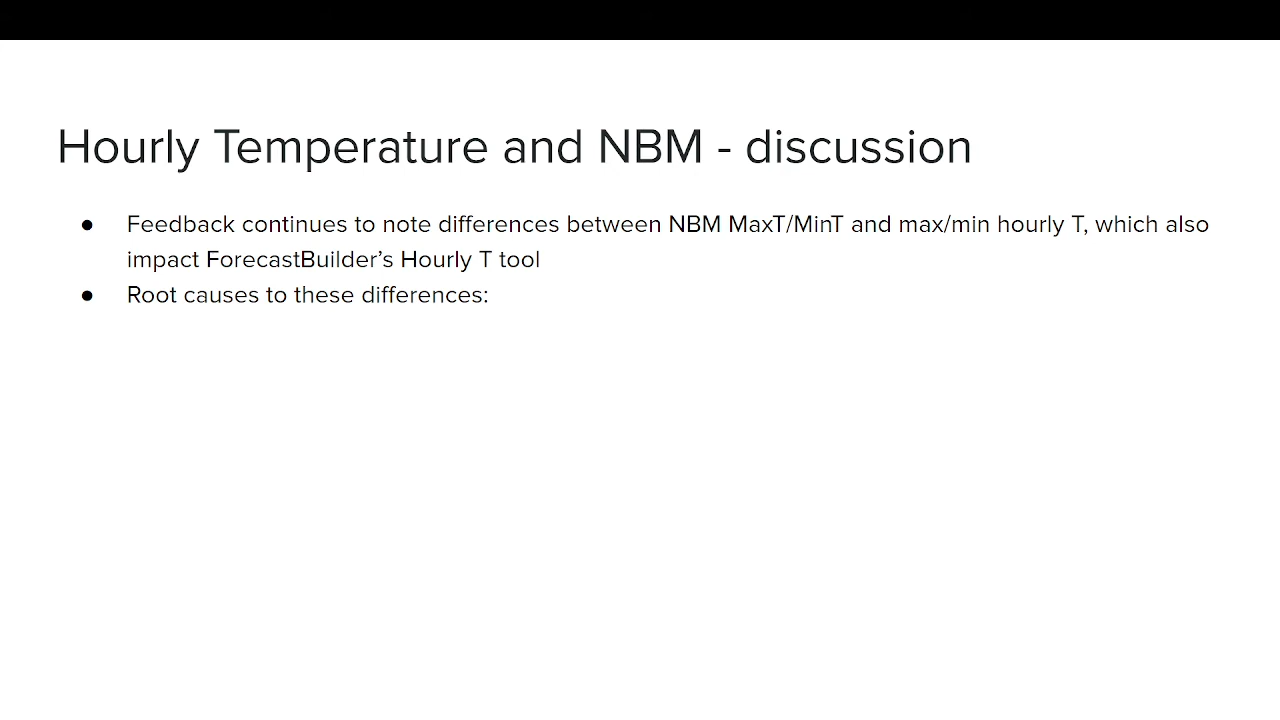 Hourly Temperature and NBM - discussion
● Feedback continues to note differences between NBM MaxT/MinT and max/min hourly T, which also
impact ForecastBuilder’s Hourly T tool
● Root causes to these differences: